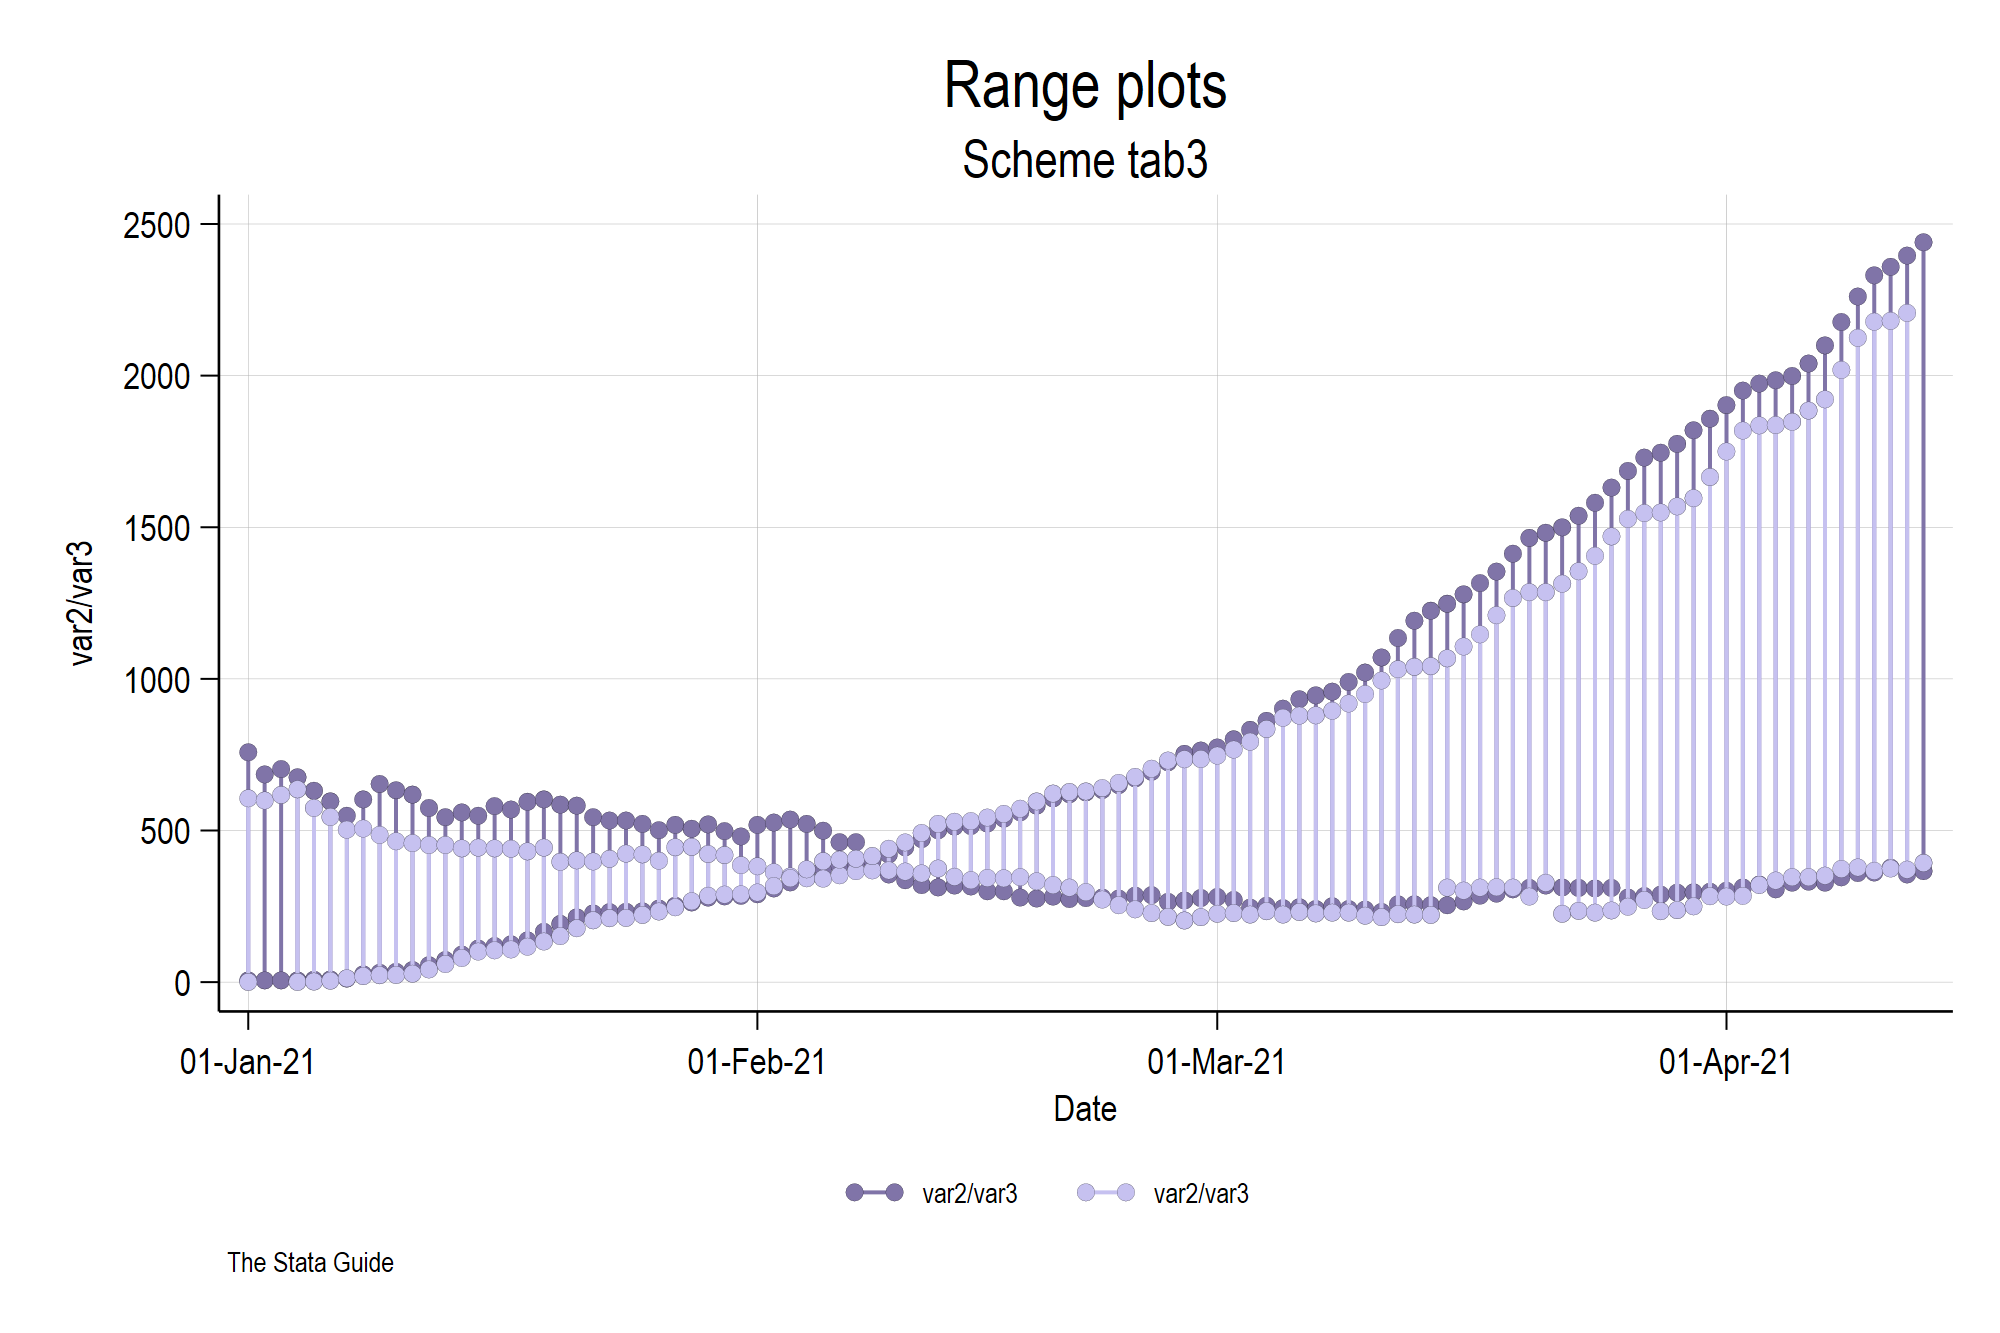 Range plots
Scheme tab3
2500
2000
1500
1000
500
0
var2/var3
01-Jan-21
01-Feb-21
01-Mar-21
01-Apr-21
Date
var2/var3
var2/var3
The Stata Guide